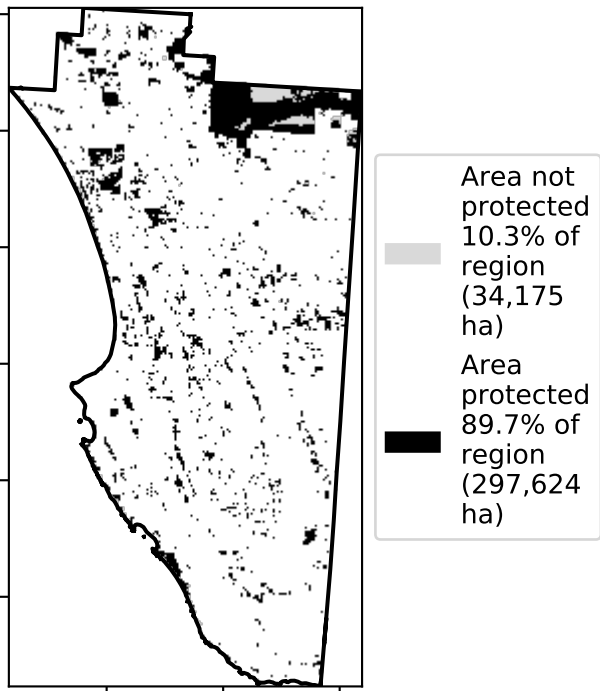 Area not
protected
10.3% of
region
(34,175
ha)
Area
protected
89.7% of
region
(297,624
ha)